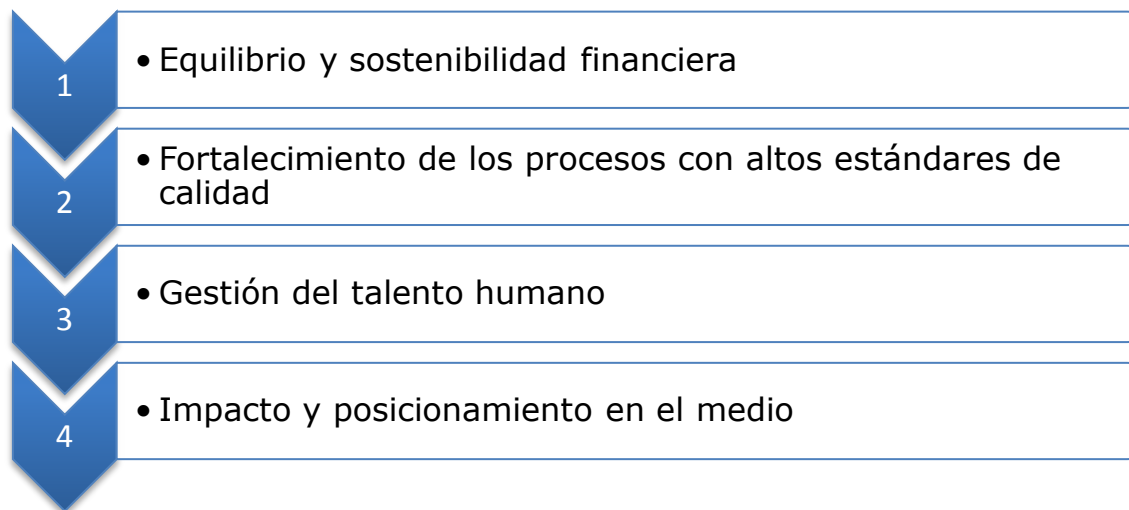 1
• Equilibrio y sostenibilidad financiera
2
• Fortalecimiento de los procesos con altos estándares de
calidad
3
• Gestión del talento humano
4
• Impacto y posicionamiento en el medio